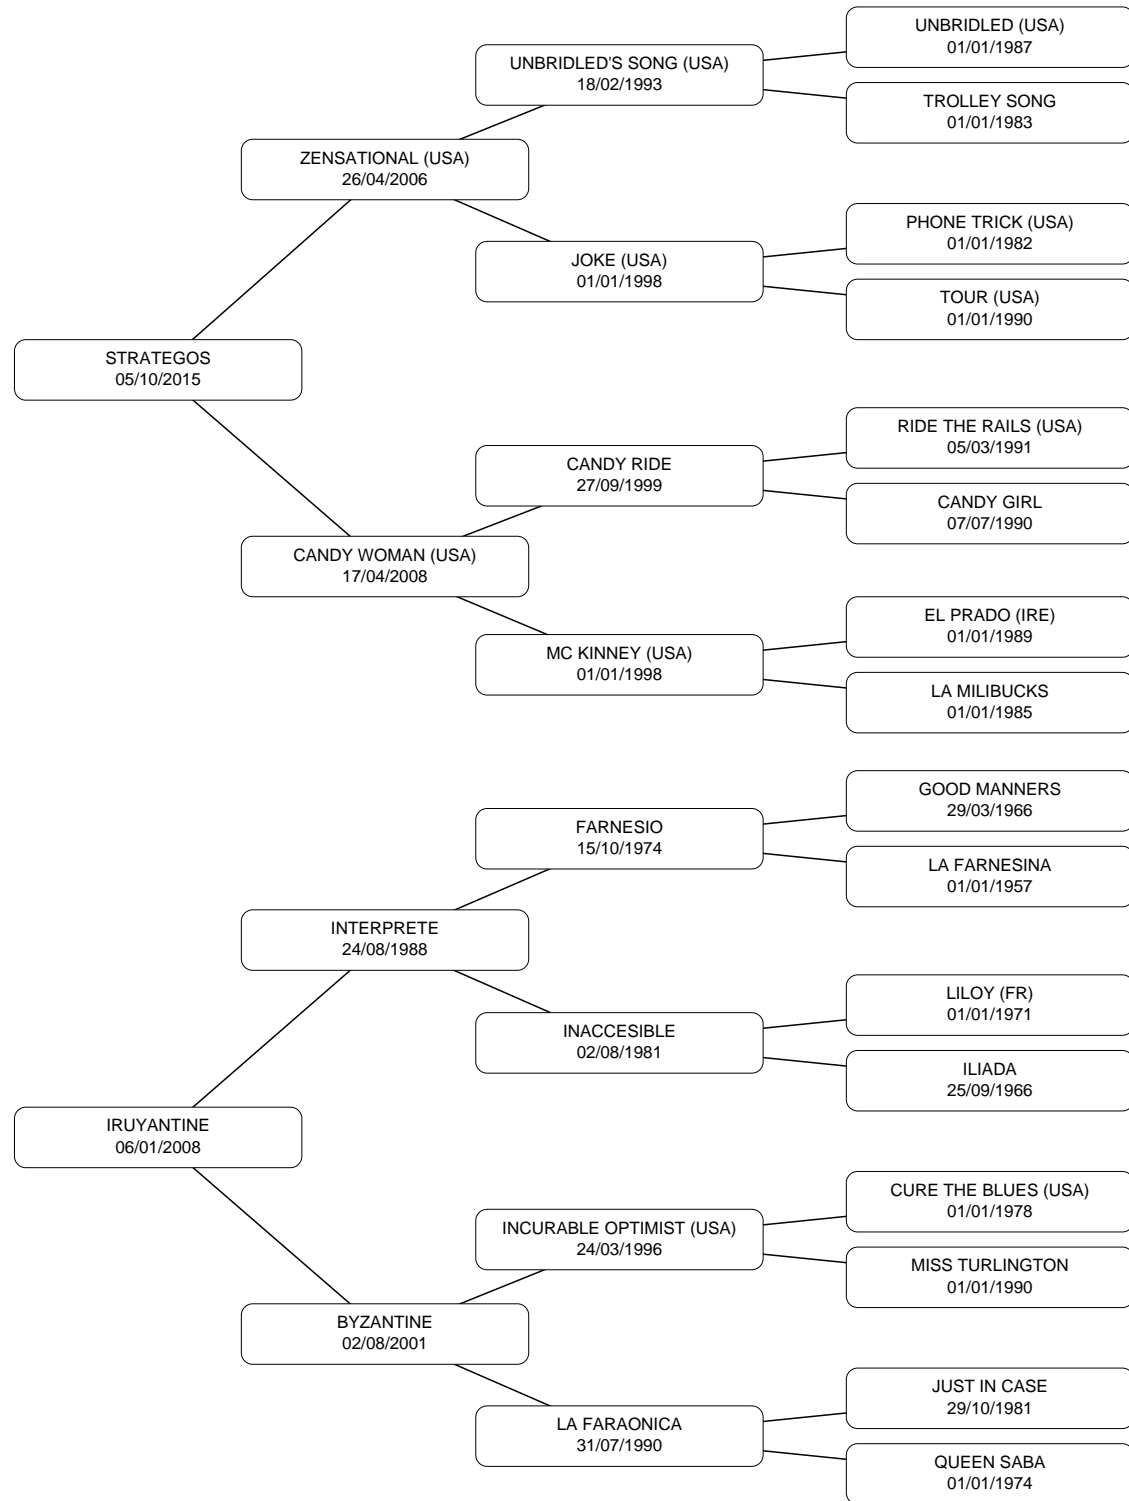 UNBRIDLED (USA)
01/01/1987
UNBRIDLED'S SONG (USA)
18/02/1993
TROLLEY SONG
01/01/1983
ZENSATIONAL (USA)
26/04/2006
PHONE TRICK (USA)
01/01/1982
JOKE (USA)
01/01/1998
TOUR (USA)
01/01/1990
STRATEGOS
05/10/2015
RIDE THE RAILS (USA)
05/03/1991
CANDY RIDE
27/09/1999
CANDY GIRL
07/07/1990
CANDY WOMAN (USA)
17/04/2008
EL PRADO (IRE)
01/01/1989
MC KINNEY (USA)
01/01/1998
LA MILIBUCKS
01/01/1985
GOOD MANNERS
29/03/1966
FARNESIO
15/10/1974
LA FARNESINA
01/01/1957
INTERPRETE
24/08/1988
LILOY (FR)
01/01/1971
INACCESIBLE
02/08/1981
ILIADA
25/09/1966
IRUYANTINE
06/01/2008
CURE THE BLUES (USA)
01/01/1978
INCURABLE OPTIMIST (USA)
24/03/1996
MISS TURLINGTON
01/01/1990
BYZANTINE
02/08/2001
JUST IN CASE
29/10/1981
LA FARAONICA
31/07/1990
QUEEN SABA
01/01/1974